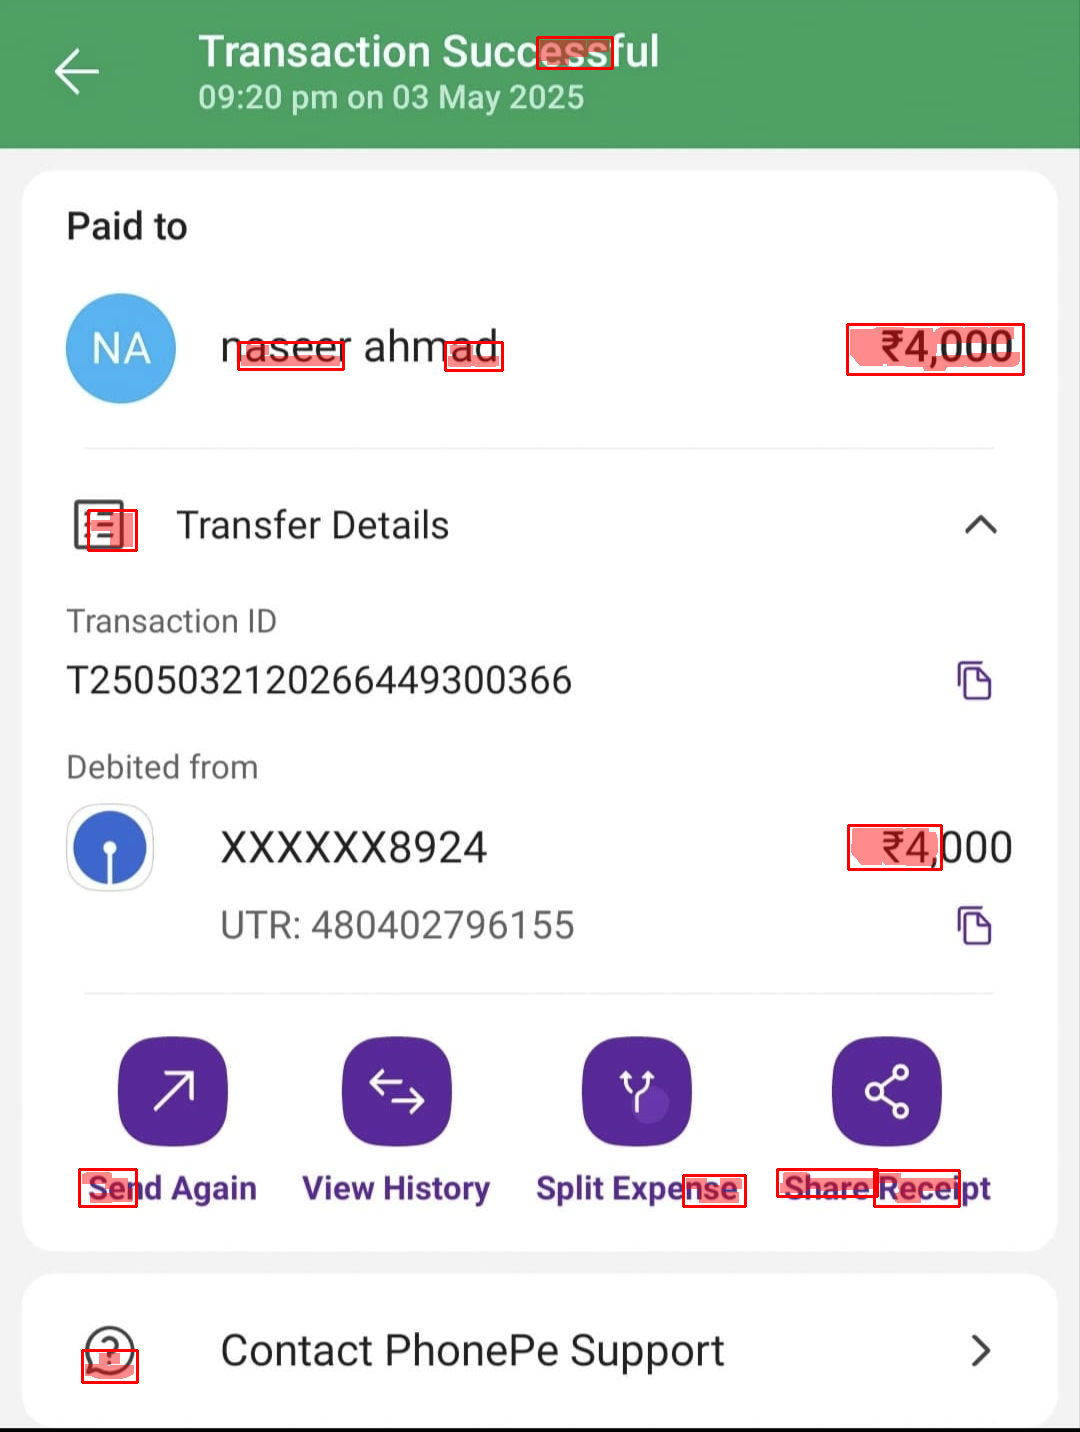 Transaction Successful
09:20 pm on 03 May 2025
Paid to
NA
naseer ahmad
₹4,000
Transfer Details
Transaction ID
T2505032120266449300366
Debited from
XXXXXX8924
₹4,000
UTR: 480402796155
Send Again
View History
Split Expense
Share Receipt
Contact PhonePe Support